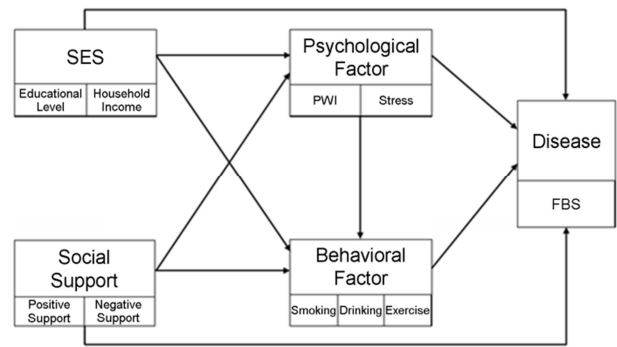 SES
Educational
Level
Household
Income
Psychological
Factor
PWI
Stress
Disease
FBS
Social
Support
Positive
Support
Negative
Support
Behavioral
Factor
Smoking
Drinking
Exercise